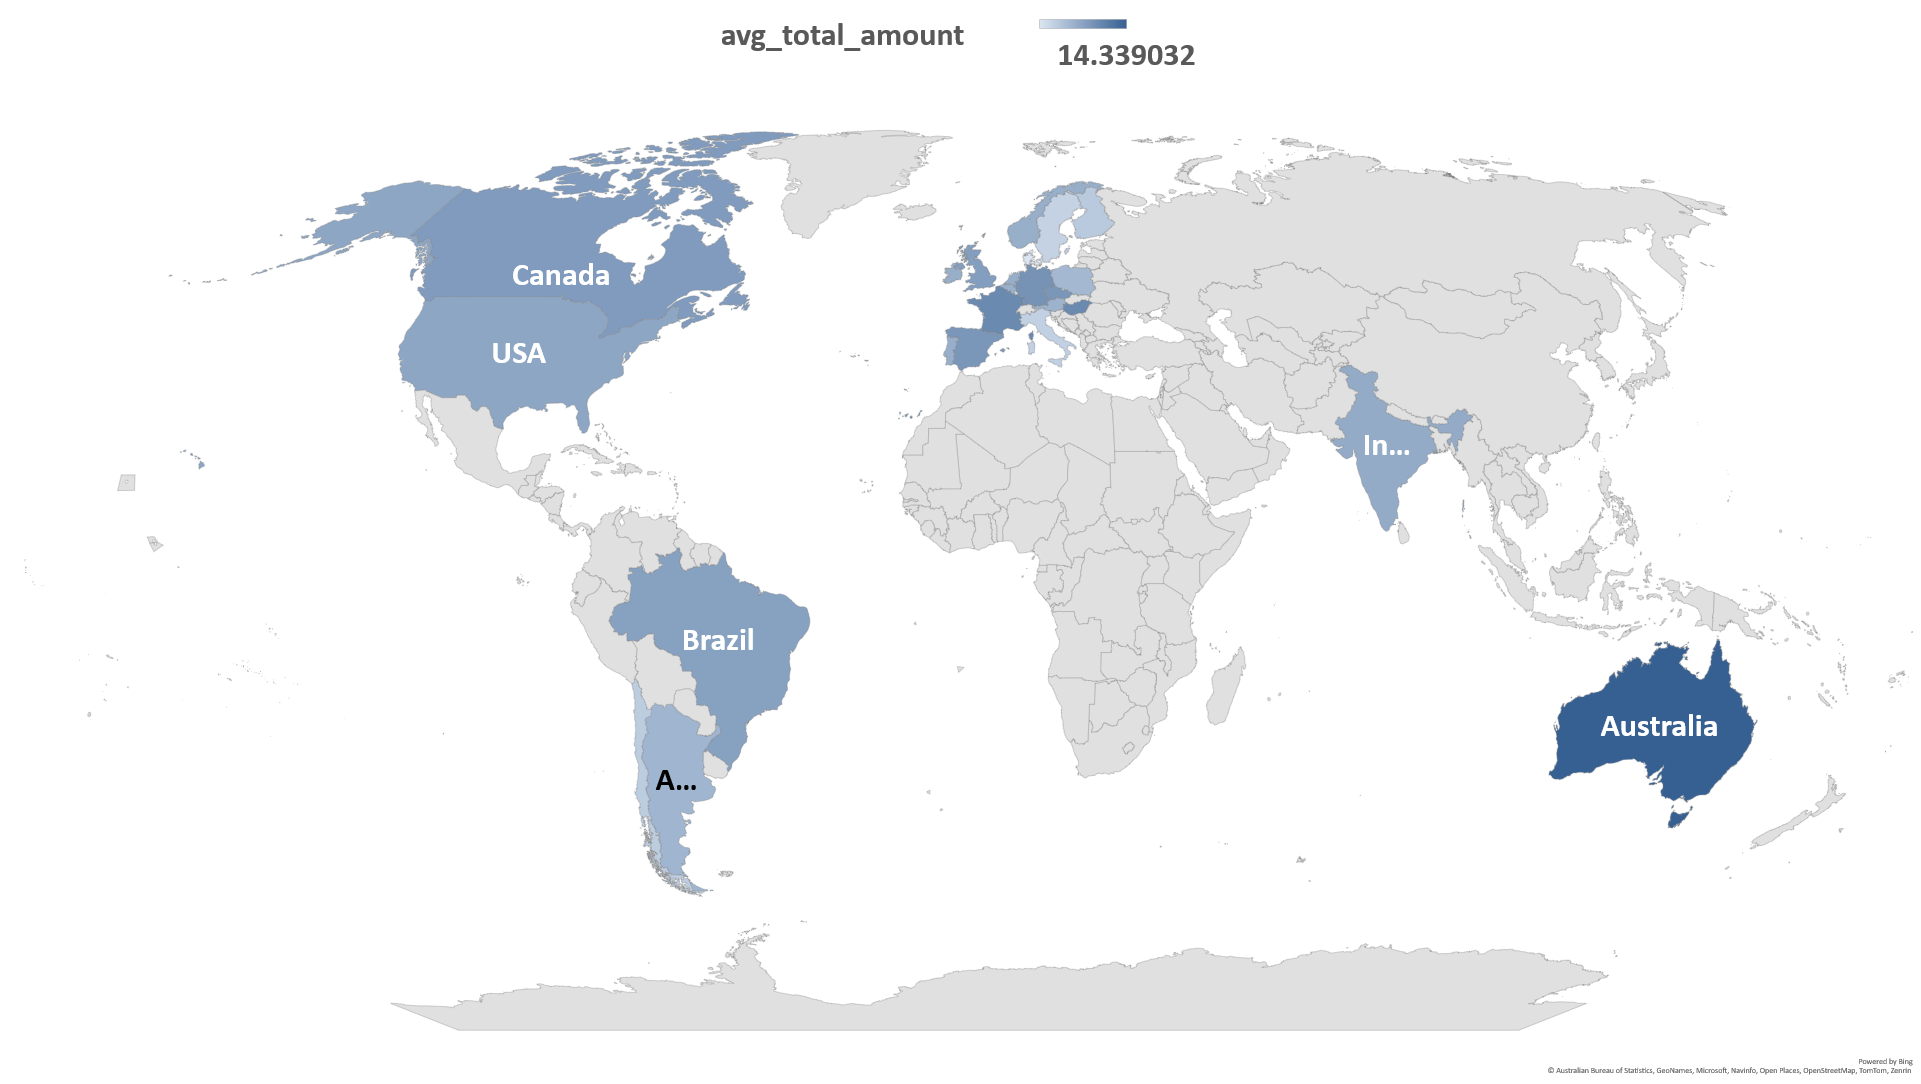 avg_total_amount
14.339032
Canada
USA
In...
Brazil
Australia
A...
Powered by Bing
© Australian Bureau of Statistics, GeoNames, Microsoft, Navinfo, Open Places, OpenStreetMap, TomTom, Zenrin